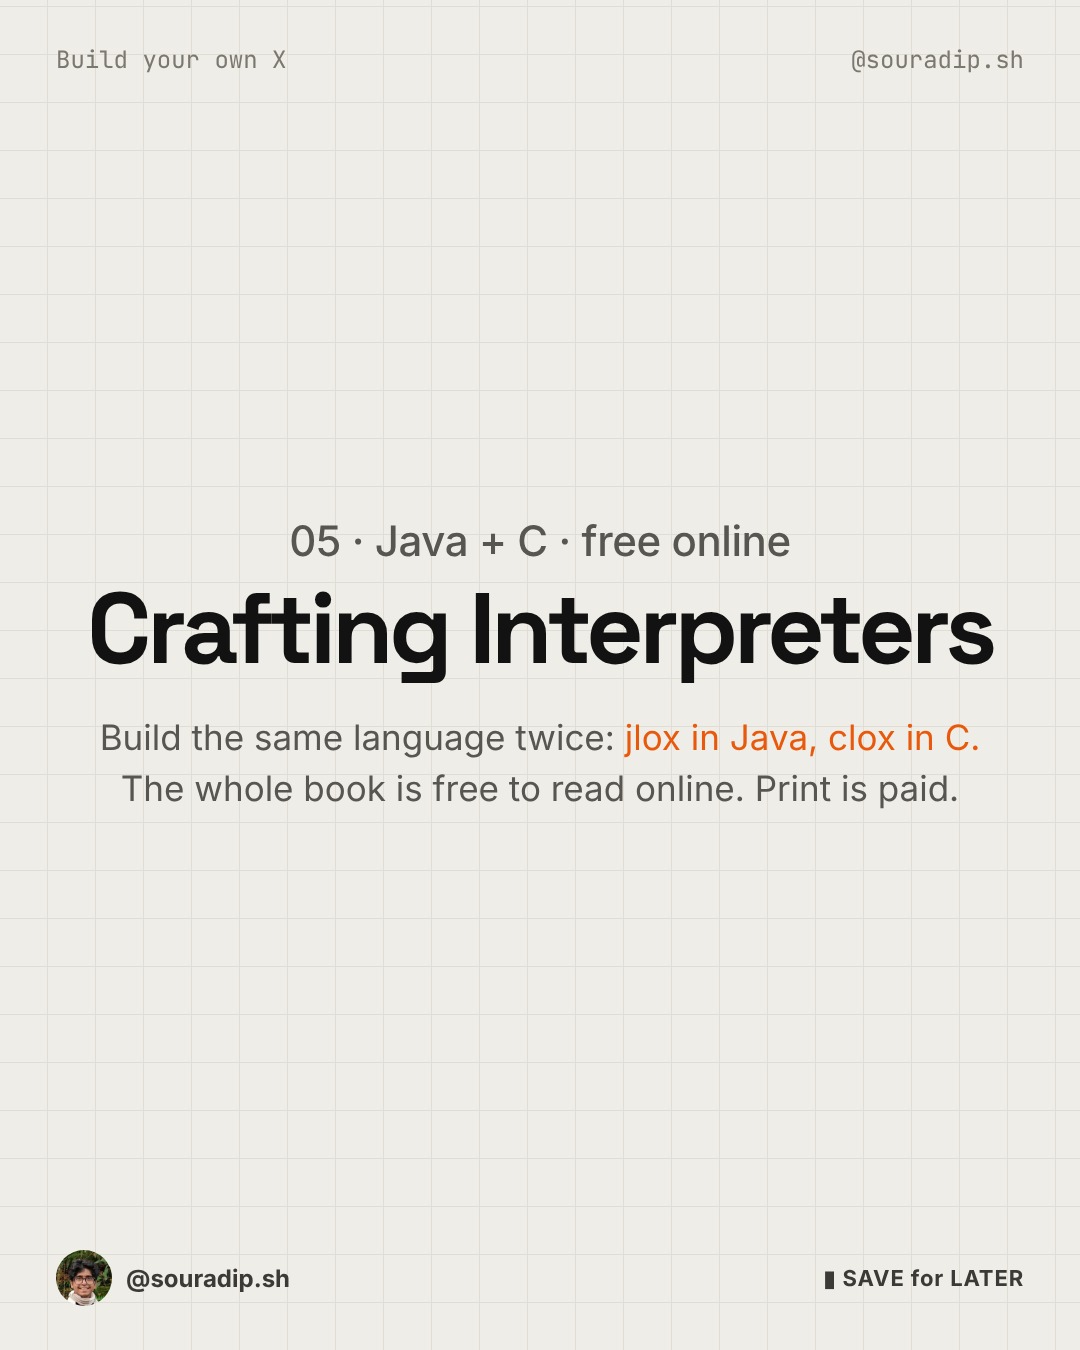 Build your own X
@souradip.sh
05 · Java + C · free online
Crafting Interpreters
Build the same language twice: jlox in Java, clox in C.
The whole book is free to read online. Print is paid.
@souradip.sh
SAVE for LATER